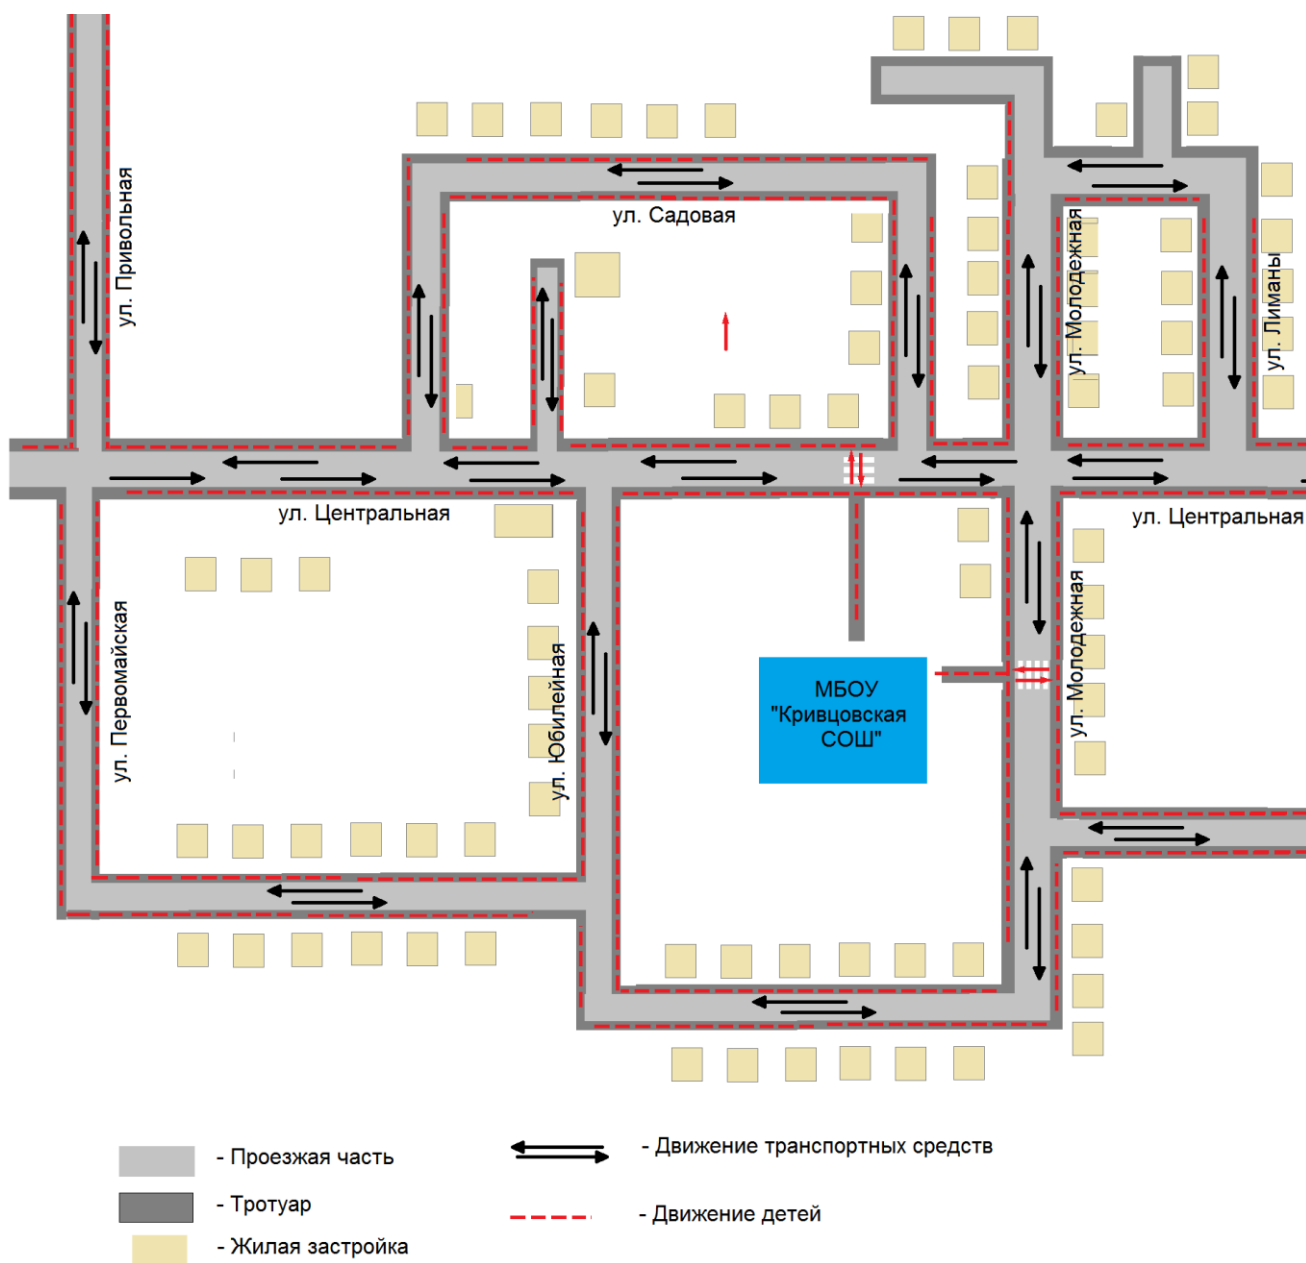 ул. Привольная
ул. Садовая
ул. Молодежная
ул. Лиманы
ул. Центральная
ул. Центральная
ул. Первомайская
ул. Юбилейная
ул. Молодежная
МБОУ
"Кривцовская
СОШ"
- Проезжая часть
- Движение транспортных средств
- Тротуар
- Движение детей
- Жилая застройка